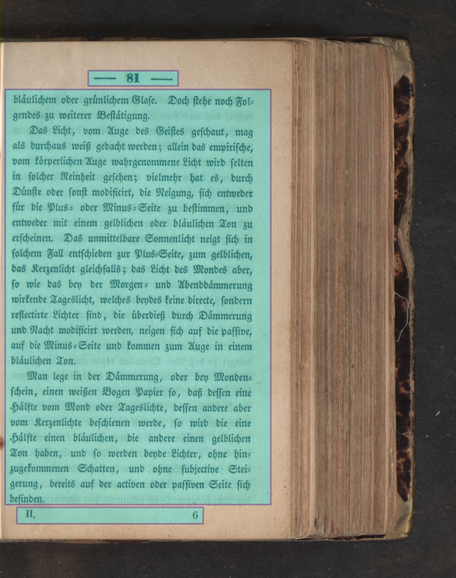 — 81 —
bläulichem oder grünlichem Glase. Doch stehe noch Fol-
gendes zu weiterer Bestätigung.
Das Licht, vom Auge des Geistes geschaut, mag
als durchaus weiß gedacht werden; allein das empirische,
vom körperlichen Auge wahrgenommene Licht wird selten
in solcher Reinheit gesehen; vielmehr hat es, durch
Dünste oder sonst modificirt, die Neigung, sich entweder
für die Plus- oder Minus-Seite zu bestimmen, und
entweder mit einem gelblichen oder bläulichen Ton zu
erscheinen. Das unmittelbare Sonnenlicht neigt sich in
solchem Fall entschieden zur Plus-Seite, zum gelblichen,
das Kerzenlicht gleichfalls; das Licht des Mondes aber,
so wie das bey der Morgen- und Abenddämmerung
wirkende Tageslicht, welches beydes keine directe, sondern
reflectirte Lichter sind, die überdieß durch Dämmerung
und Nacht modificirt werden, neigen sich auf die passive,
auf die Minus-Seite und kommen zum Auge in einem
bläulichen Ton.
Man lege in der Dämmerung, oder bey Monden-
schein, einen weißen Bogen Papier so, daß dessen eine
Hälfte vom Mond oder Tageslichte, dessen andere aber
vom Kerzenlichte beschienen werde, so wird die eine
Hälfte einen bläulichen, die andere einen gelblichen
Ton haben, und so werden beyde Lichter, ohne hin-
zugekommenen Schatten, und ohne subjective Stei-
gerung, bereits auf der activen oder passiven Seite sich
befinden.
II. 6